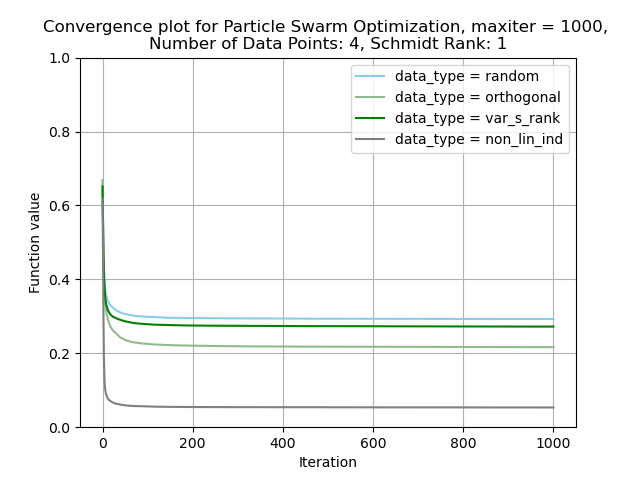 Convergence plot for Particle Swarm Optimization, maxiter = 1000,
Number of Data Points: 4, Schmidt Rank: 1
data_type = random
data_type = orthogonal
data_type = var_s_rank
data_type = non_lin_ind
Function value
1.0
0.8
0.6
0.4
0.2
0.0
0 200 400 600 800 1000
Iteration